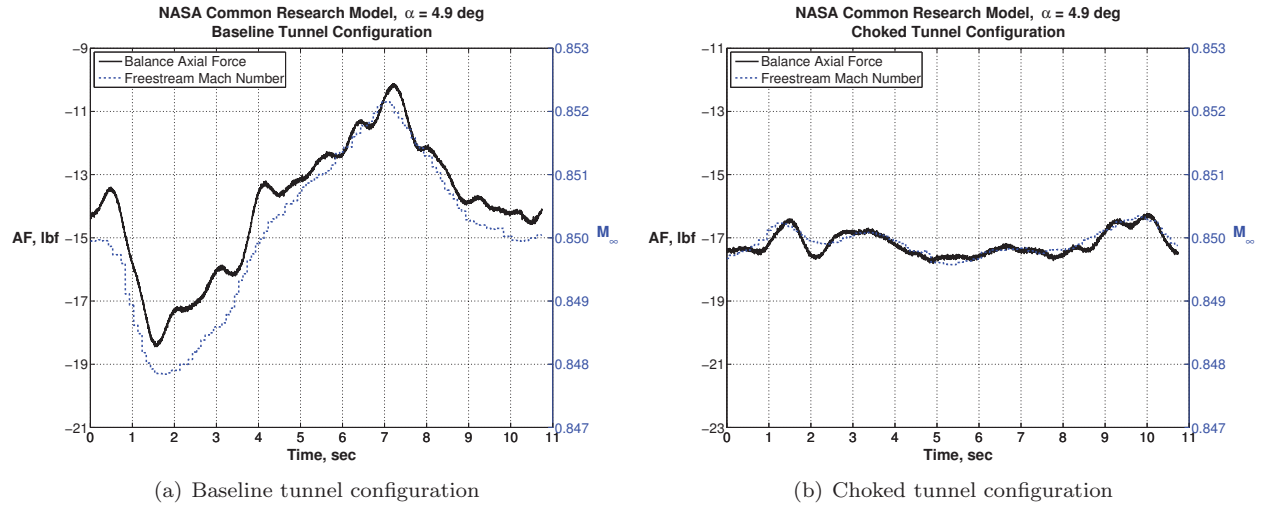 NASA Common Research Model, α = 4.9 deg
Baseline Tunnel Configuration
Balance Axial Force
Freestream Mach Number
−9
−11
−13
−15
−17
−19
−21
AF, lbf
0.853
0.852
0.851
0.850
0.849
0.848
0.847
M∞
0 1 2 3 4 5 6 7 8 9 10 11
Time, sec
(a) Baseline tunnel configuration
NASA Common Research Model, α = 4.9 deg
Choked Tunnel Configuration
Balance Axial Force
Freestream Mach Number
−11
−13
−15
−17
−19
−21
−23
AF, lbf
0.853
0.852
0.851
0.850
0.849
0.848
0.847
M∞
0 1 2 3 4 5 6 7 8 9 10 11
Time, sec
(b) Choked tunnel configuration